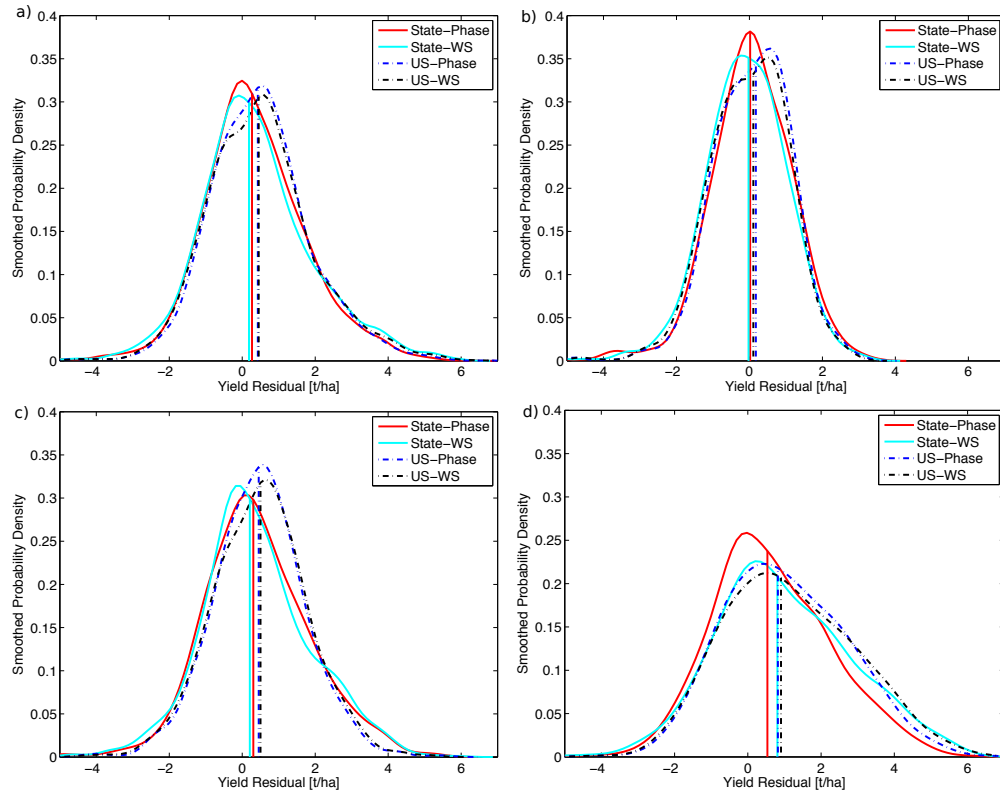 a)
State-Phase
State-WS
US-Phase
US-WS
Smoothed Probability Density
0.4
0.35
0.3
0.25
0.2
0.15
0.1
0.05
0
-4 -2 0 2 4 6
Yield Residual [t/ha]
b)
State-Phase
State-WS
US-Phase
US-WS
Smoothed Probability Density
0.4
0.35
0.3
0.25
0.2
0.15
0.1
0.05
0
-4 -2 0 2 4 6
Yield Residual [t/ha]
c)
State-Phase
State-WS
US-Phase
US-WS
Smoothed Probability Density
0.4
0.35
0.3
0.25
0.2
0.15
0.1
0.05
0
-4 -2 0 2 4 6
Yield Residual [t/ha]
d)
State-Phase
State-WS
US-Phase
US-WS
Smoothed Probability Density
0.4
0.35
0.3
0.25
0.2
0.15
0.1
0.05
0
-4 -2 0 2 4 6
Yield Residual [t/ha]